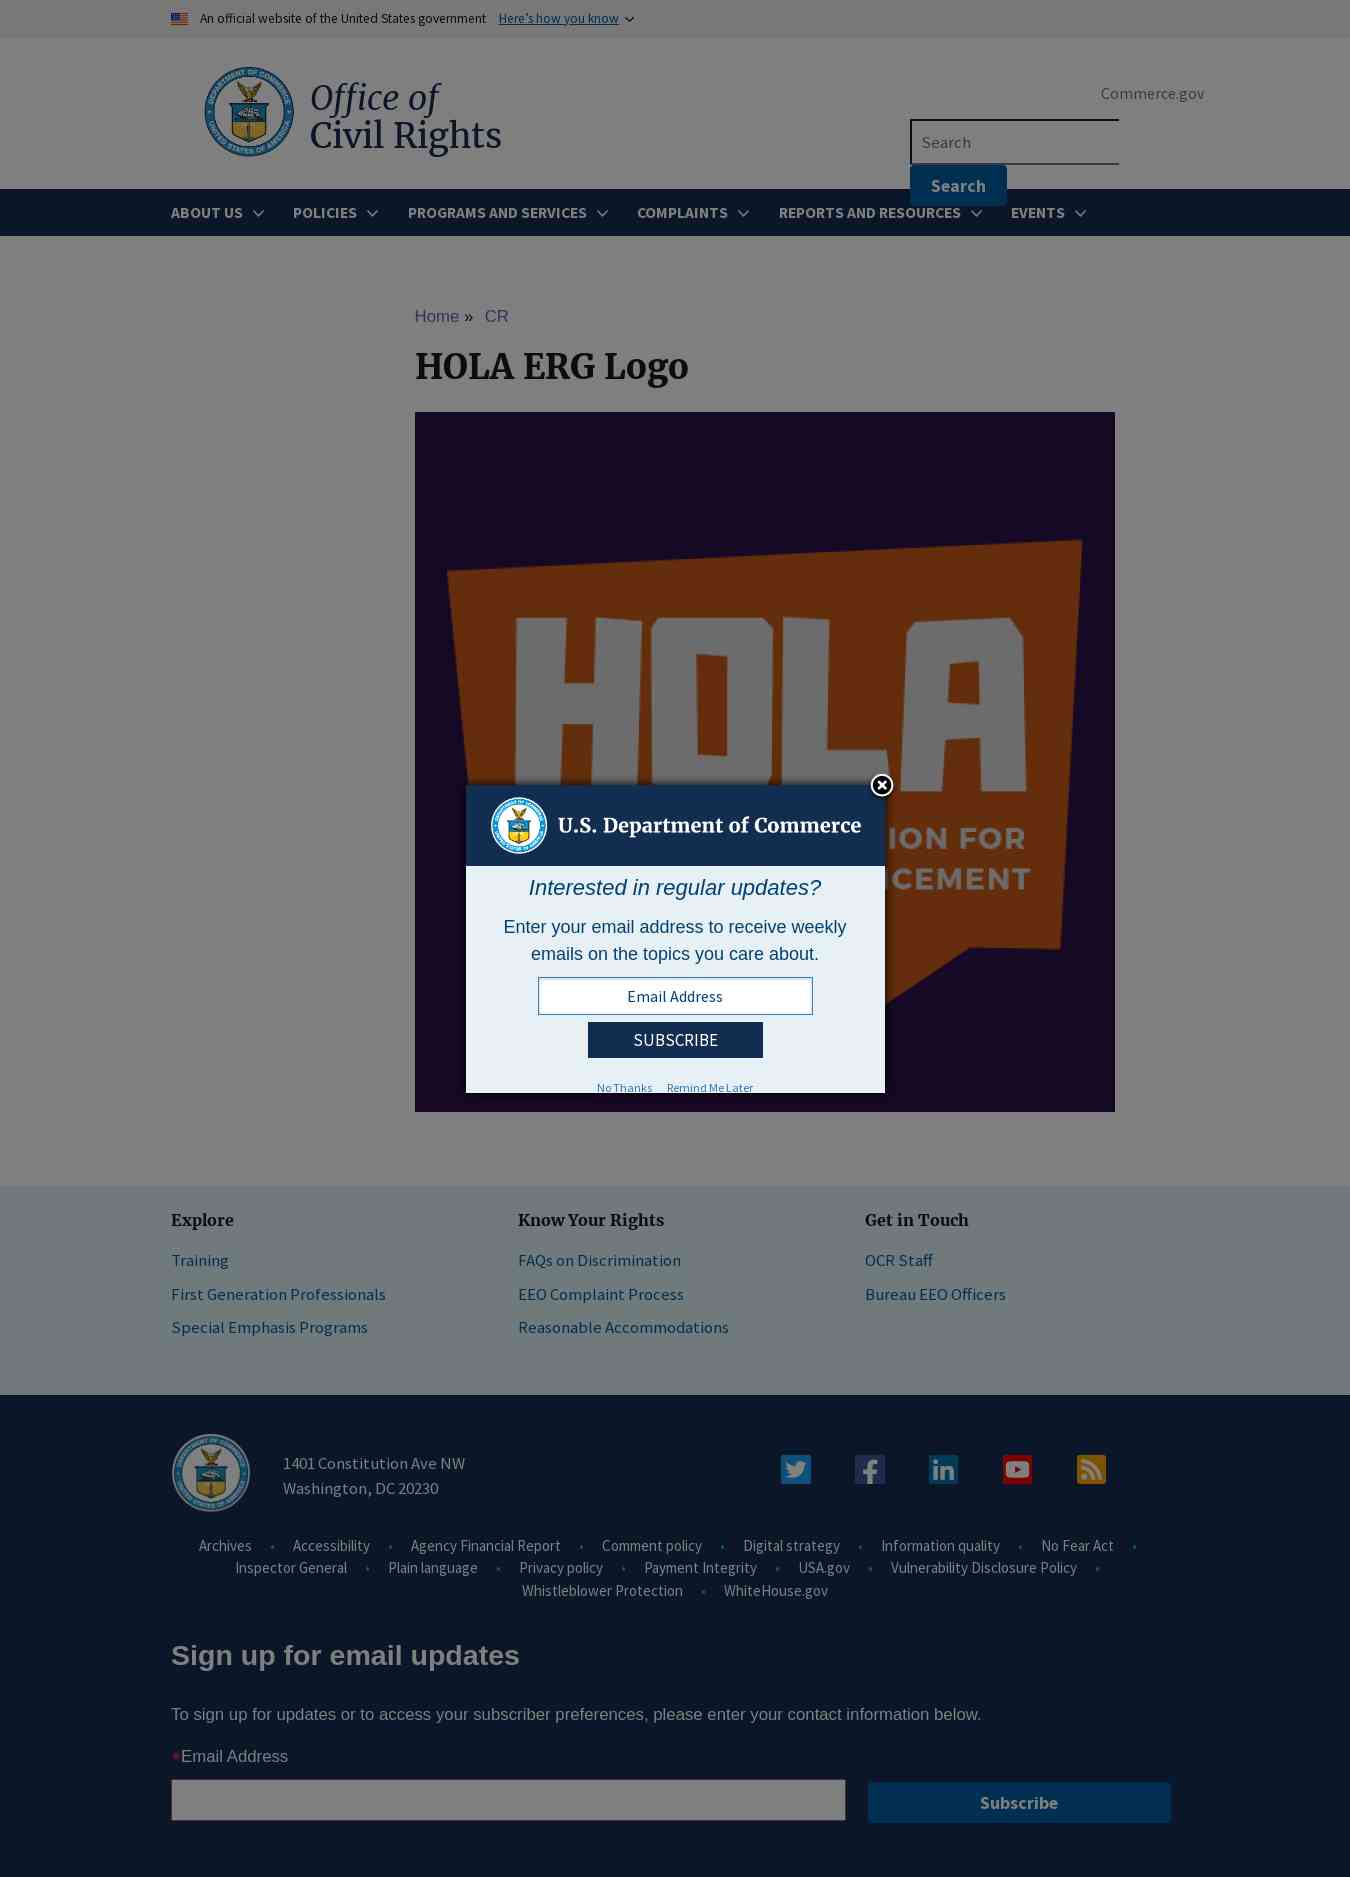 An official website of the United States government Here's how you know
Office of
Civil Rights
Commerce.gov
Search
Search
ABOUT US POLICIES PROGRAMS AND SERVICES COMPLAINTS REPORTS AND RESOURCES EVENTS
Home » CR
HOLA ERG Logo
HOLA
ION FOR
CEMENT
U.S. Department of Commerce
Interested in regular updates?
Enter your email address to receive weekly
emails on the topics you care about.
Email Address
SUBSCRIBE
No Thanks Remind Me Later
Explore
Training
First Generation Professionals
Special Emphasis Programs
Know Your Rights
FAQs on Discrimination
EEO Complaint Process
Reasonable Accommodations
Get in Touch
OCR Staff
Bureau EEO Officers
1401 Constitution Ave NW
Washington, DC 20230
Archives • Accessibility • Agency Financial Report • Comment policy • Digital strategy • Information quality • No Fear Act •
Inspector General • Plain language • Privacy policy • Payment Integrity • USA.gov • Vulnerability Disclosure Policy •
Whistleblower Protection • WhiteHouse.gov
Sign up for email updates
To sign up for updates or to access your subscriber preferences, please enter your contact information below.
*Email Address
Subscribe